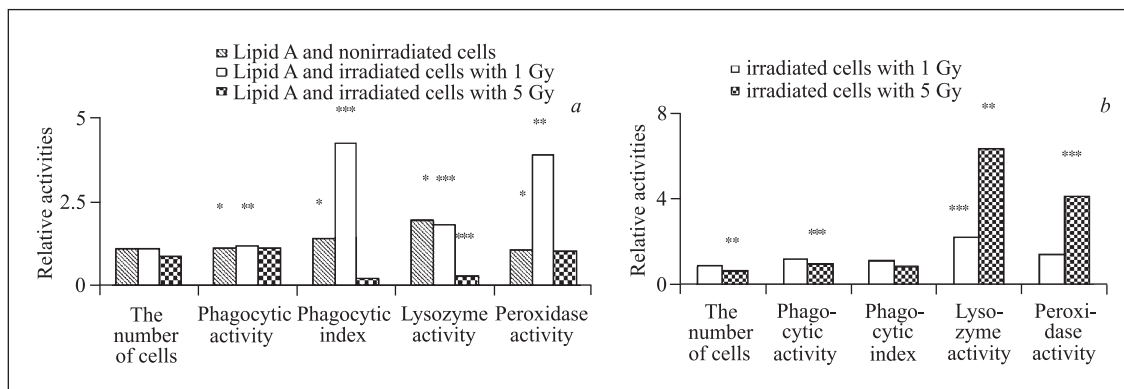 Lipid A and nonirradiated cells
Lipid A and irradiated cells with 1 Gy
Lipid A and irradiated cells with 5 Gy
a
Relative activities
5
2.5
0
***
**
*
**
*
*
***
***
*
The number of cells
Phagocytic activity
Phagocytic index
Lysozyme activity
Peroxidase activity
irradiated cells with 1 Gy
irradiated cells with 5 Gy
b
Relative activities
8
4
0
**
***
***
**
***
The number of cells
Phago-
cytic
activity
Phago-
cytic
index
Lyso-
zyme
activity
Peroxi-
dase
activity